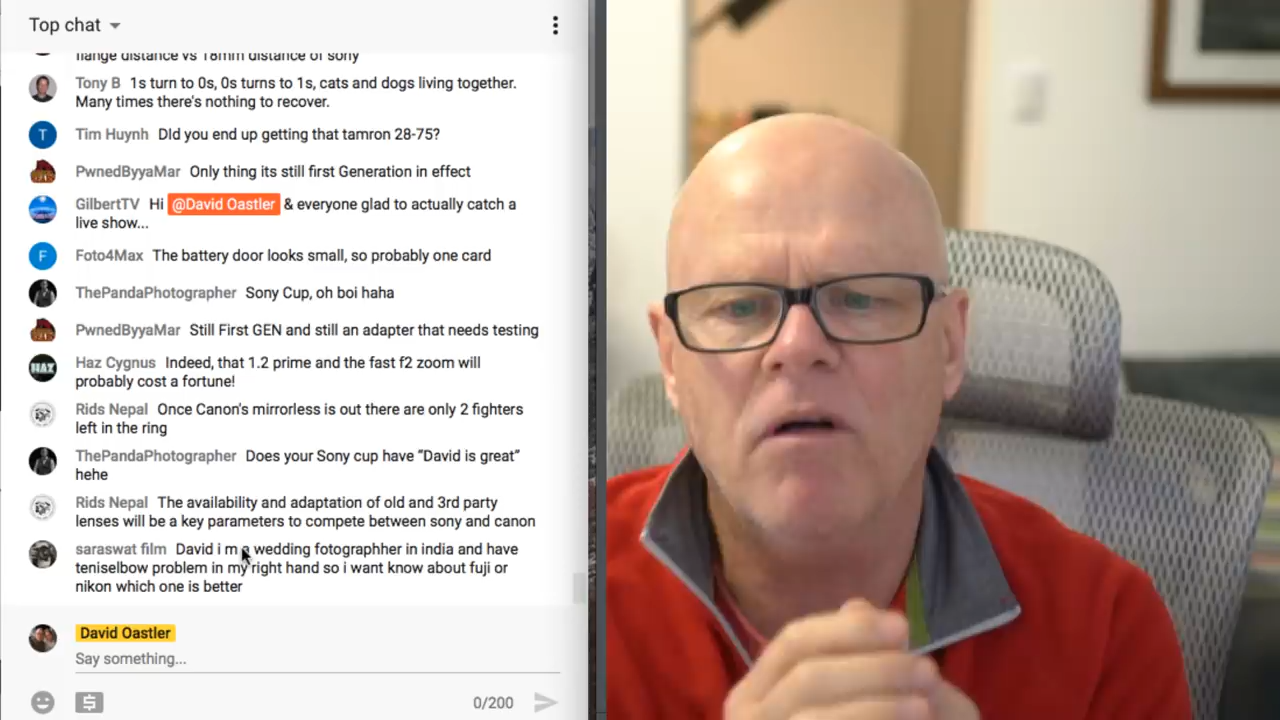 Top chat
flange distance vs 18mm distance of sony
Tony B 1s turn to 0s, 0s turns to 1s, cats and dogs living together.
Many times there's nothing to recover.
T Tim Huynh DId you end up getting that tamron 28-75?
PwnedByyaMar Only thing its still first Generation in effect
GilbertTV Hi @David Oastler & everyone glad to actually catch a
live show...
F Foto4Max The battery door looks small, so probably one card
ThePandaPhotographer Sony Cup, oh boi haha
PwnedByyaMar Still First GEN and still an adapter that needs testing
HAZ Haz Cygnus Indeed, that 1.2 prime and the fast f2 zoom will
probably cost a fortune!
Rids Nepal Once Canon's mirrorless is out there are only 2 fighters
left in the ring
ThePandaPhotographer Does your Sony cup have “David is great”
hehe
Rids Nepal The availability and adaptation of old and 3rd party
lenses will be a key parameters to compete between sony and canon
saraswat film David i m a wedding fotographher in india and have
teniselbow problem in my right hand so i want know about fuji or
nikon which one is better
David Oastler
Say something...
$ 0/200